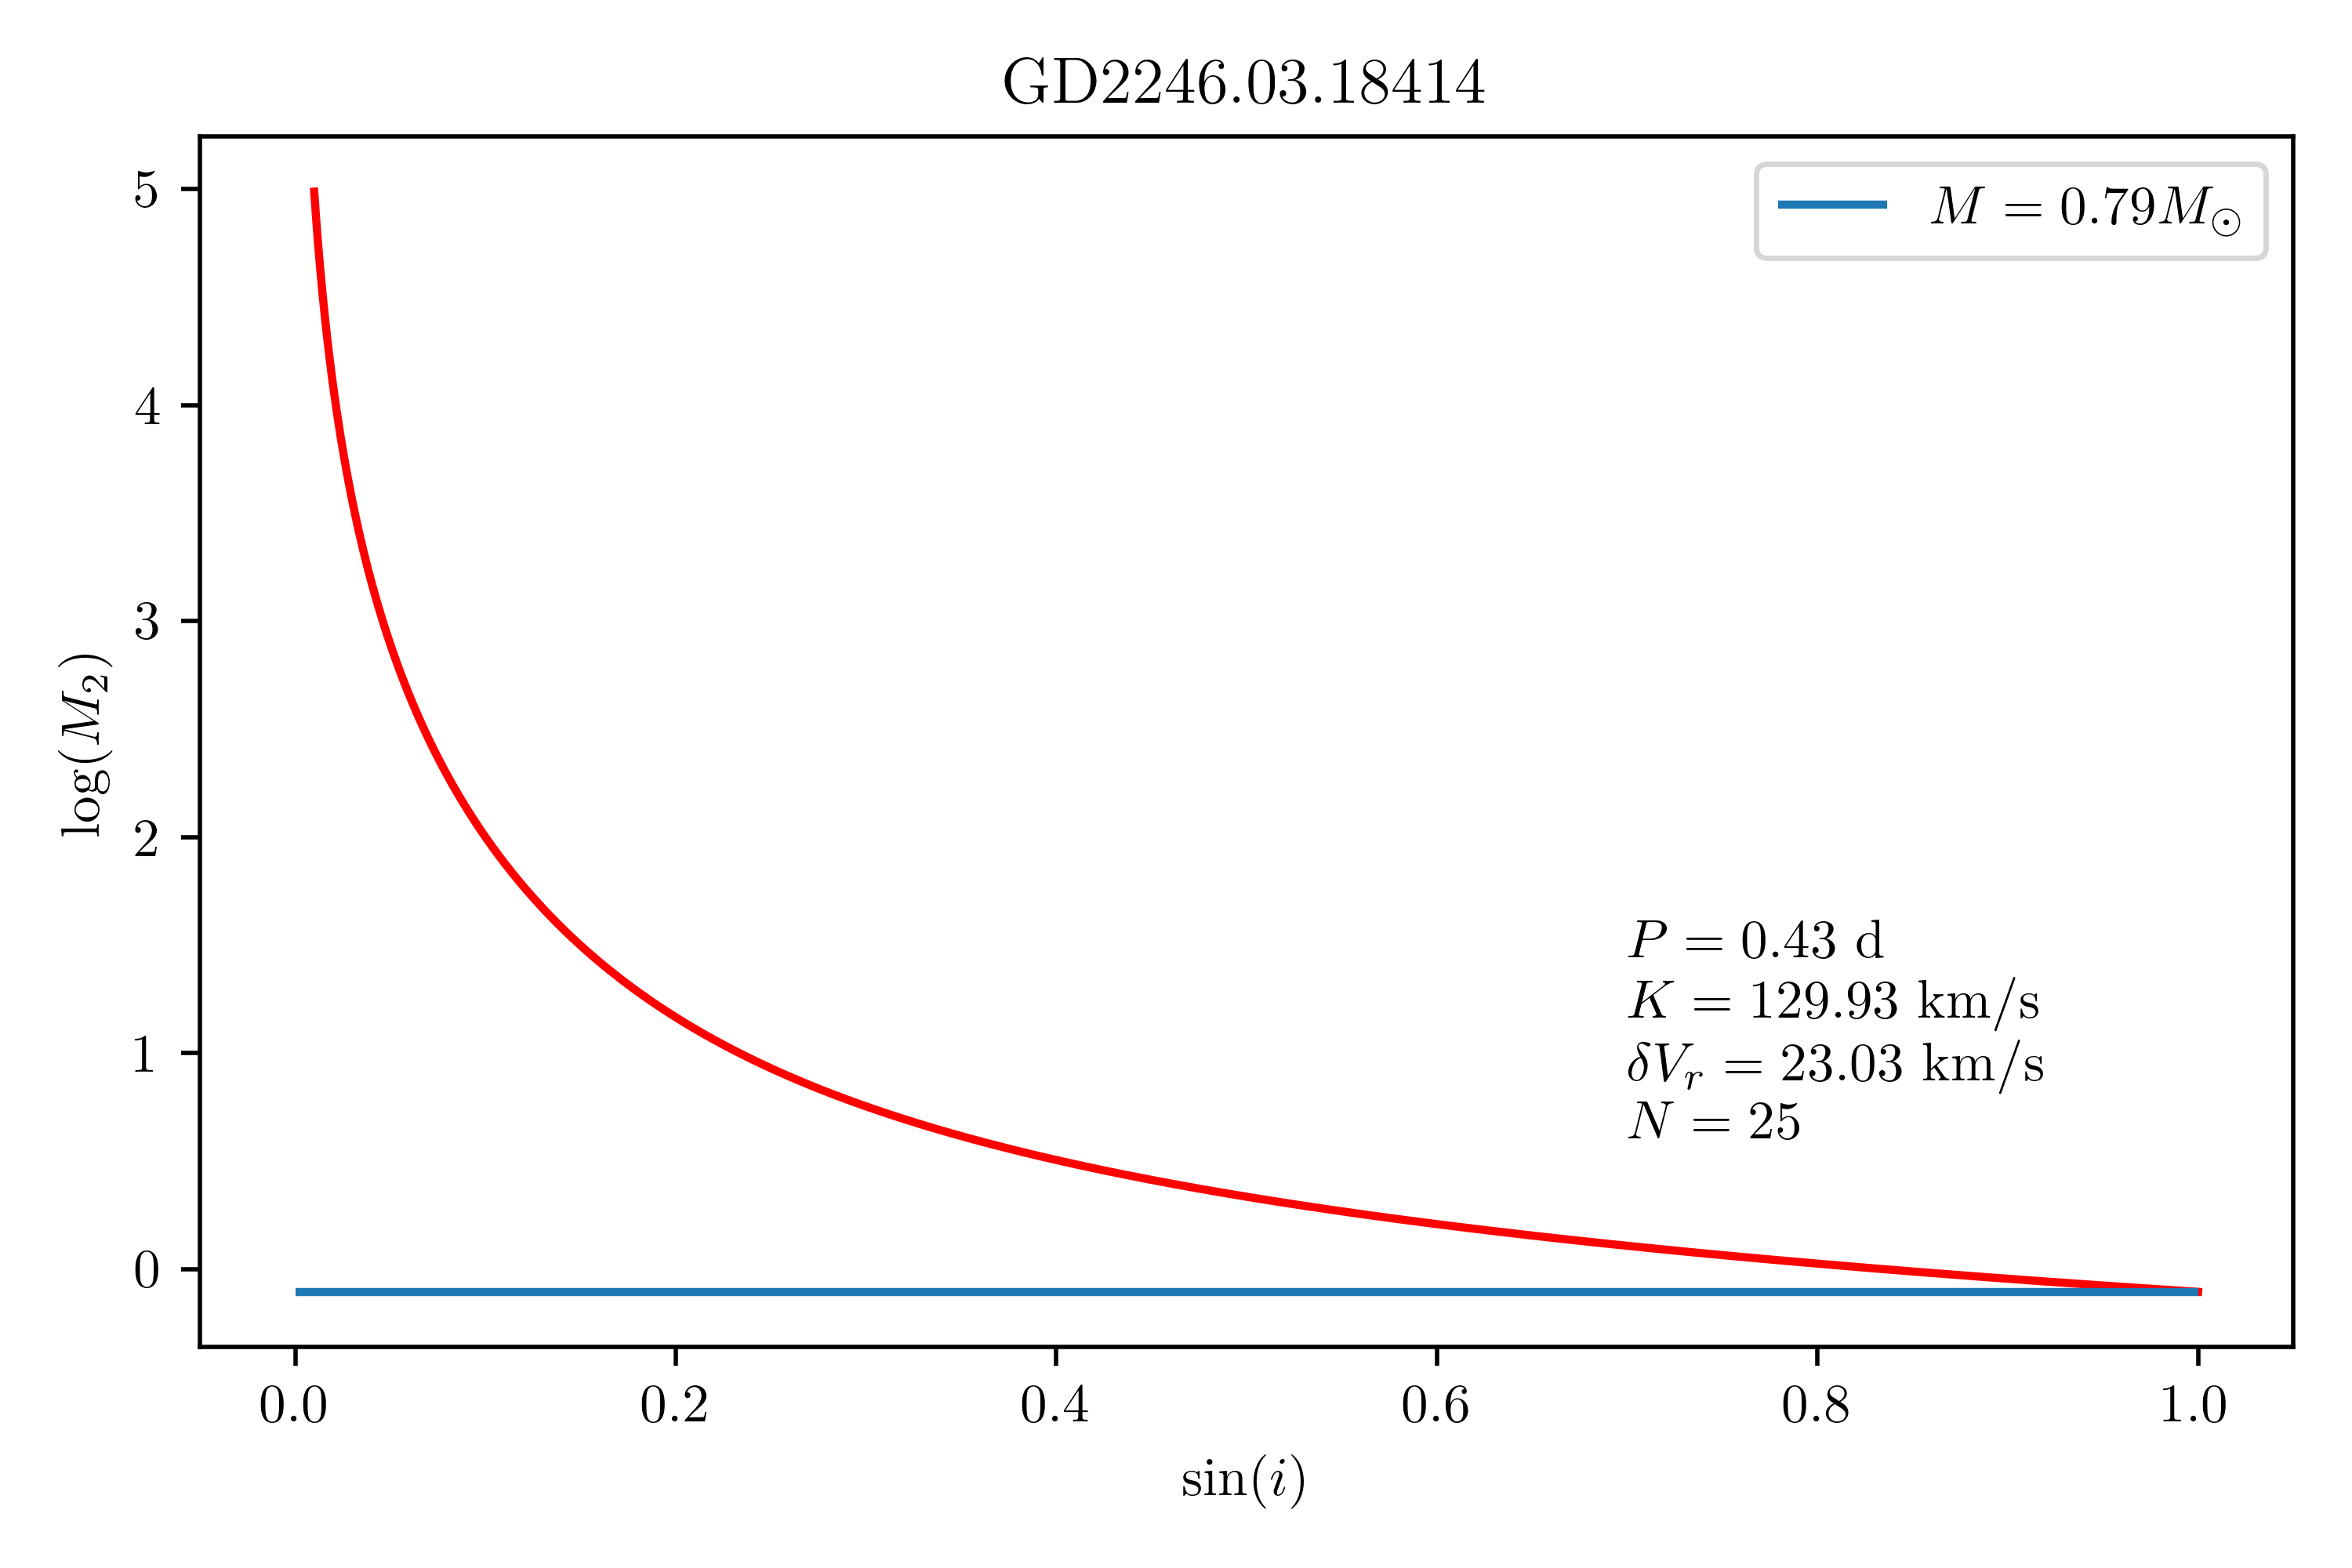 GD2246.03.18414
M = 0.79M⊙
5
4
3
2
1
0
log(M₂)
P = 0.43 d
K = 129.93 km/s
δVᵣ = 23.03 km/s
N = 25
0.0 0.2 0.4 0.6 0.8 1.0
sin(i)